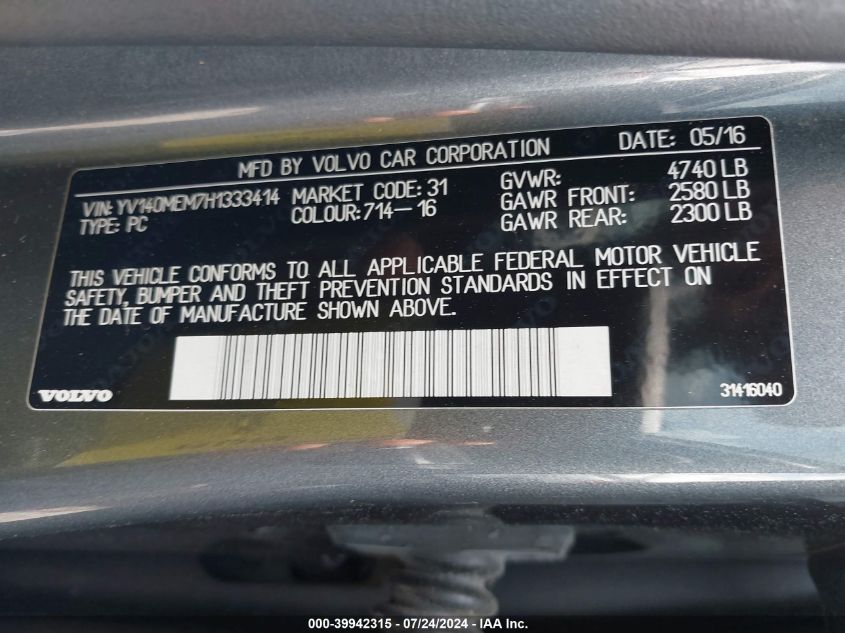 MFD BY VOLVO CAR CORPORATION DATE: 05/16
VIN: YV140MEM7H1333414 MARKET CODE: 31 GVWR: 4740 LB
TYPE: PC COLOUR: 714-16 GAWR FRONT: 2580 LB
GAWR REAR: 2300 LB
THIS VEHICLE CONFORMS TO ALL APPLICABLE FEDERAL MOTOR VEHICLE
SAFETY, BUMPER AND THEFT PREVENTION STANDARDS IN EFFECT ON
THE DATE OF MANUFACTURE SHOWN ABOVE.
VOLVO 31416040
000-39942315 - 07/24/2024 - IAA Inc.